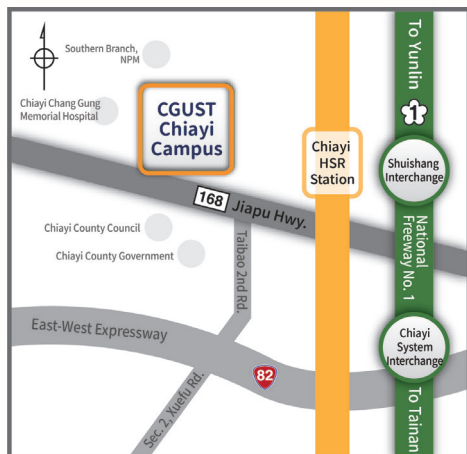 Southern Branch,
NPM
To Yunlin
1
Chiayi Chang Gung
Memorial Hospital
CGUST
Chiayi
Campus
Chiayi
HSR
Station
Shuishang
Interchange
168 Jiapu Hwy.
National
Freeway No. 1
Chiayi County Council
Chiayi County Government
Taibao 2nd Rd.
East-West Expressway
Chiayi
System
Interchange
82
Sec. 2, Xuefu Rd.
To Tainan